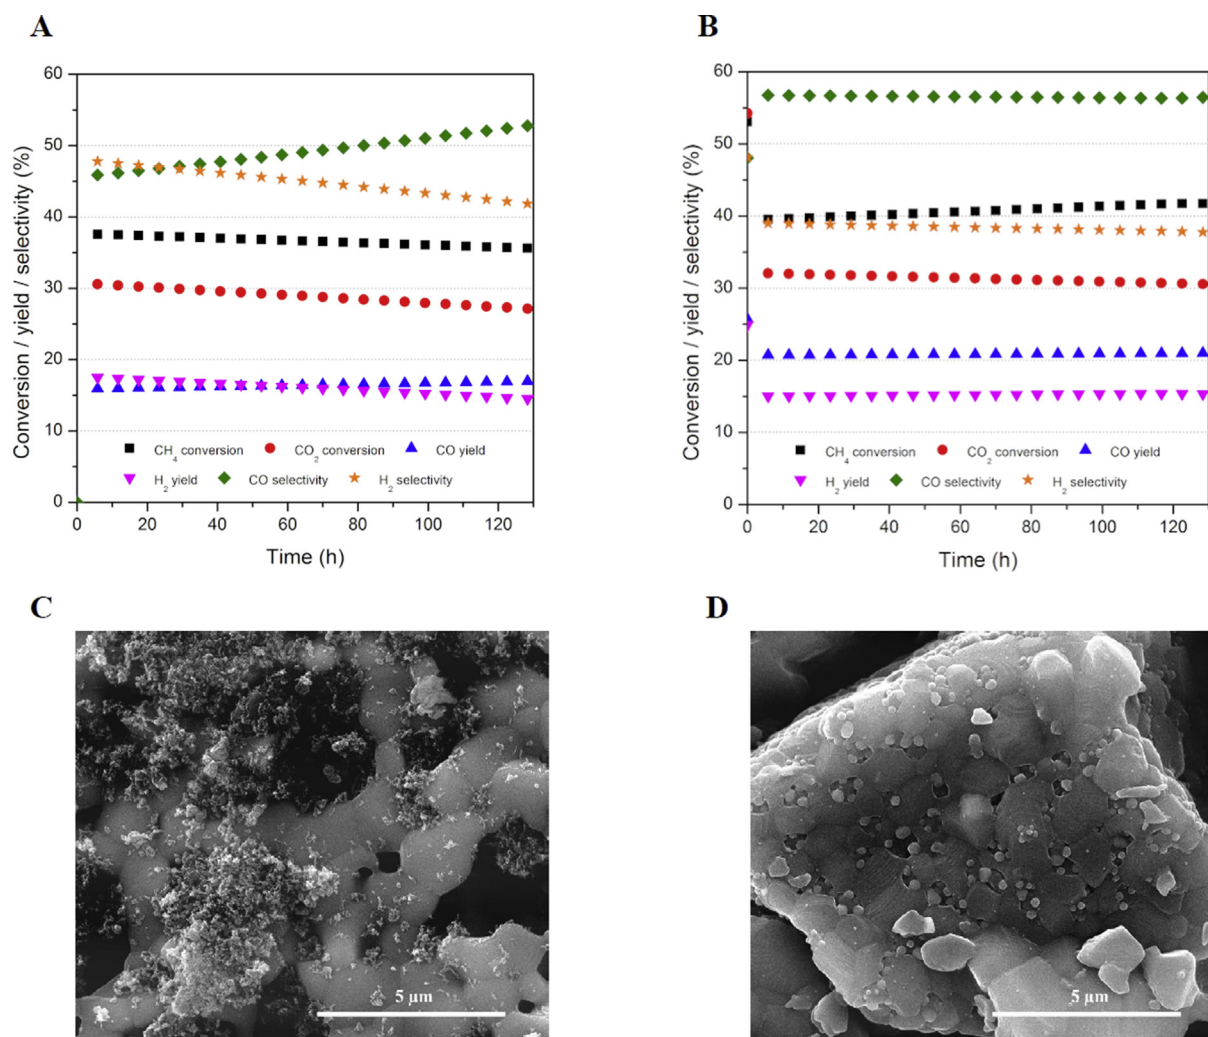 A
B
Conversion / yield / selectivity (%)
60
50
40
30
20
10
0
CH4 conversion CO2 conversion CO yield
H2 yield CO selectivity H2 selectivity
0 20 40 60 80 100 120
Time (h)
Conversion / yield / selectivity (%)
60
50
40
30
20
10
0
CH4 conversion CO2 conversion CO yield
H2 yield CO selectivity H2 selectivity
0 20 40 60 80 100 120
Time (h)
C
D
5 µm
5 µm